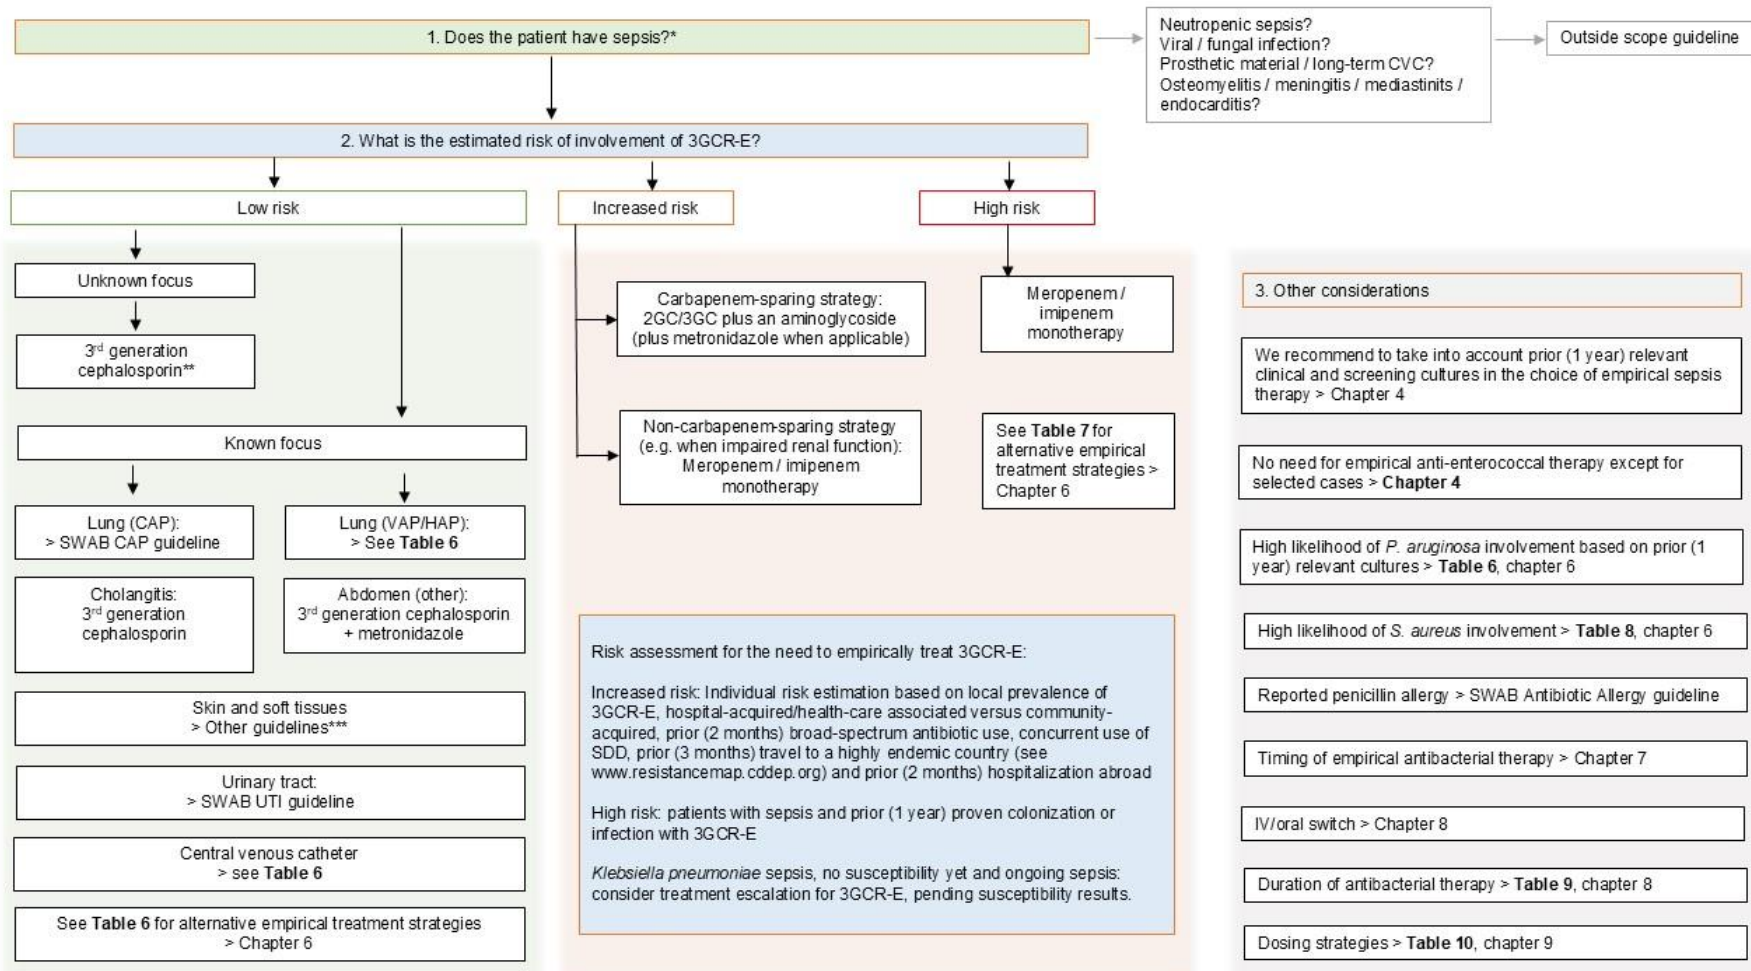 1. Does the patient have sepsis?*
Neutropenic sepsis?
Viral / fungal infection?
Prosthetic material / long-term CVC?
Osteomyelitis / meningitis / mediastinits /
endocarditis?
Outside scope guideline
2. What is the estimated risk of involvement of 3GCR-E?
Low risk
Increased risk
High risk
Unknown focus
3rd generation
cephalosporin**
Known focus
Lung (CAP):
> SWAB CAP guideline
Lung (VAP/HAP):
> See Table 6
Cholangitis:
3rd generation
cephalosporin
Abdomen (other):
3rd generation cephalosporin
+ metronidazole
Skin and soft tissues
> Other guidelines***
Urinary tract:
> SWAB UTI guideline
Central venous catheter
> see Table 6
See Table 6 for alternative empirical treatment strategies
> Chapter 6
Carbapenem-sparing strategy:
2GC/3GC plus an aminoglycoside
(plus metronidazole when applicable)
Non-carbapenem-sparing strategy
(e.g. when impaired renal function):
Meropenem / imipenem
monotherapy
Meropenem /
imipenem
monotherapy
See Table 7 for
alternative empirical
treatment strategies >
Chapter 6
Risk assessment for the need to empirically treat 3GCR-E:
Increased risk: Individual risk estimation based on local prevalence of
3GCR-E, hospital-acquired/health-care associated versus community-
acquired, prior (2 months) broad-spectrum antibiotic use, concurrent use of
SDD, prior (3 months) travel to a highly endemic country (see
www.resistancemap.cddep.org) and prior (2 months) hospitalization abroad
High risk: patients with sepsis and prior (1 year) proven colonization or
infection with 3GCR-E
Klebsiella pneumoniae sepsis, no susceptibility yet and ongoing sepsis:
consider treatment escalation for 3GCR-E, pending susceptibility results.
3. Other considerations
We recommend to take into account prior (1 year) relevant
clinical and screening cultures in the choice of empirical sepsis
therapy > Chapter 4
No need for empirical anti-enterococcal therapy except for
selected cases > Chapter 4
High likelihood of P. aruginosa involvement based on prior (1
year) relevant cultures > Table 6, chapter 6
High likelihood of S. aureus involvement > Table 8, chapter 6
Reported penicillin allergy > SWAB Antibiotic Allergy guideline
Timing of empirical antibacterial therapy > Chapter 7
IV/oral switch > Chapter 8
Duration of antibacterial therapy > Table 9, chapter 8
Dosing strategies > Table 10, chapter 9